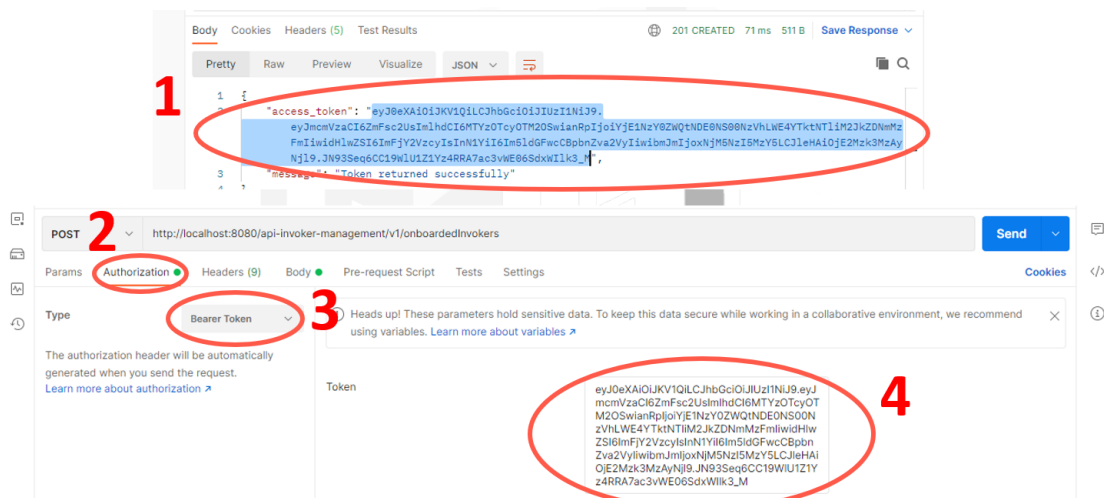 Body Cookies Headers (5) Test Results 201 CREATED 71 ms 511 B Save Response
Pretty Raw Preview Visualize JSON
1
1 {
"access_token": "eyJ0eXAiOiJKV1QiLCJhbGciOiJIUzI1NiJ9.
eyJmcmVzaCI6ZmFsc2UsImlhdCI6MTYzOTcyOTM2OSwianRpIjoiYjE1NzY0ZWQtNDE0NS00NzVhLWE4YTktNTliM2JkZDNmMz
FmIiwidHlwZSI6ImFjY2VzcyIsInN1YiI6Im5ldGFwcCBpbnZva2VyIiwibmJmIjoxNjM5NzI5MzY5LCJleHAiOjE2Mzk3MzAy
Njl9.JN93Seq6CC19WlU1Z1Yz4RRA7ac3vWE06SdxWIlk3_M",
3 "message": "Token returned successfully"
2
POST http://localhost:8080/api-invoker-management/v1/onboardedInvokers Send
Params Authorization Headers (9) Body Pre-request Script Tests Settings Cookies
Type Bearer Token
3
Heads up! These parameters hold sensitive data. To keep this data secure while working in a collaborative environment, we recommend
using variables. Learn more about variables
The authorization header will be automatically
generated when you send the request.
Learn more about authorization
Token
eyJ0eXAiOiJKV1QiLCJhbGciOiJIUzI1NiJ9.eyJ
mcmVzaCI6ZmFsc2UsImlhdCI6MTYzOTcyOT
M2OSwianRpIjoiYjE1NzY0ZWQtNDE0NS00N
zVhLWE4YTktNTliM2JkZDNmMzFmIiwidHlw
ZSI6ImFjY2VzcyIsInN1YiI6Im5ldGFwcCBpbn
Zva2VyIiwibmJmIjoxNjM5NzI5MzY5LCJleHAi
OjE2Mzk3MzAyNjl9.JN93Seq6CC19WlU1Z1Y
z4RRA7ac3vWE06SdxWIlk3_M
4